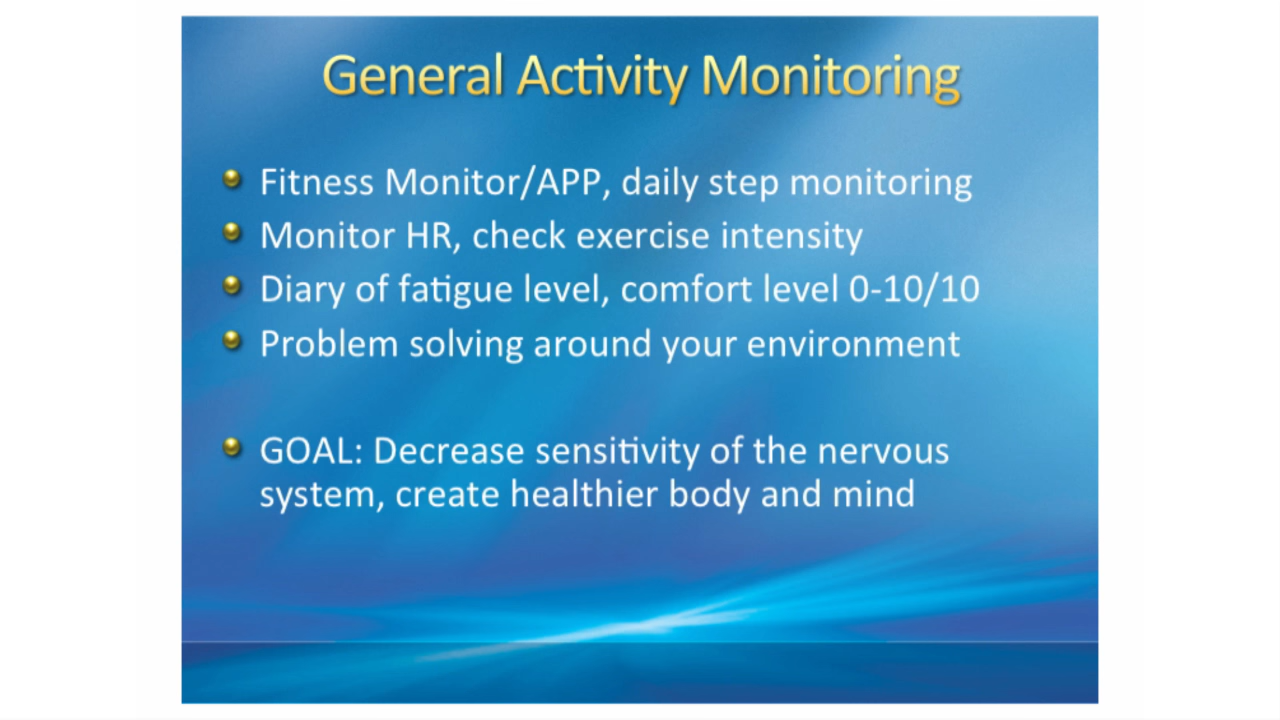 General Activity Monitoring
Fitness Monitor/APP, daily step monitoring
Monitor HR, check exercise intensity
Diary of fatigue level, comfort level 0-10/10
Problem solving around your environment
GOAL: Decrease sensitivity of the nervous
system, create healthier body and mind